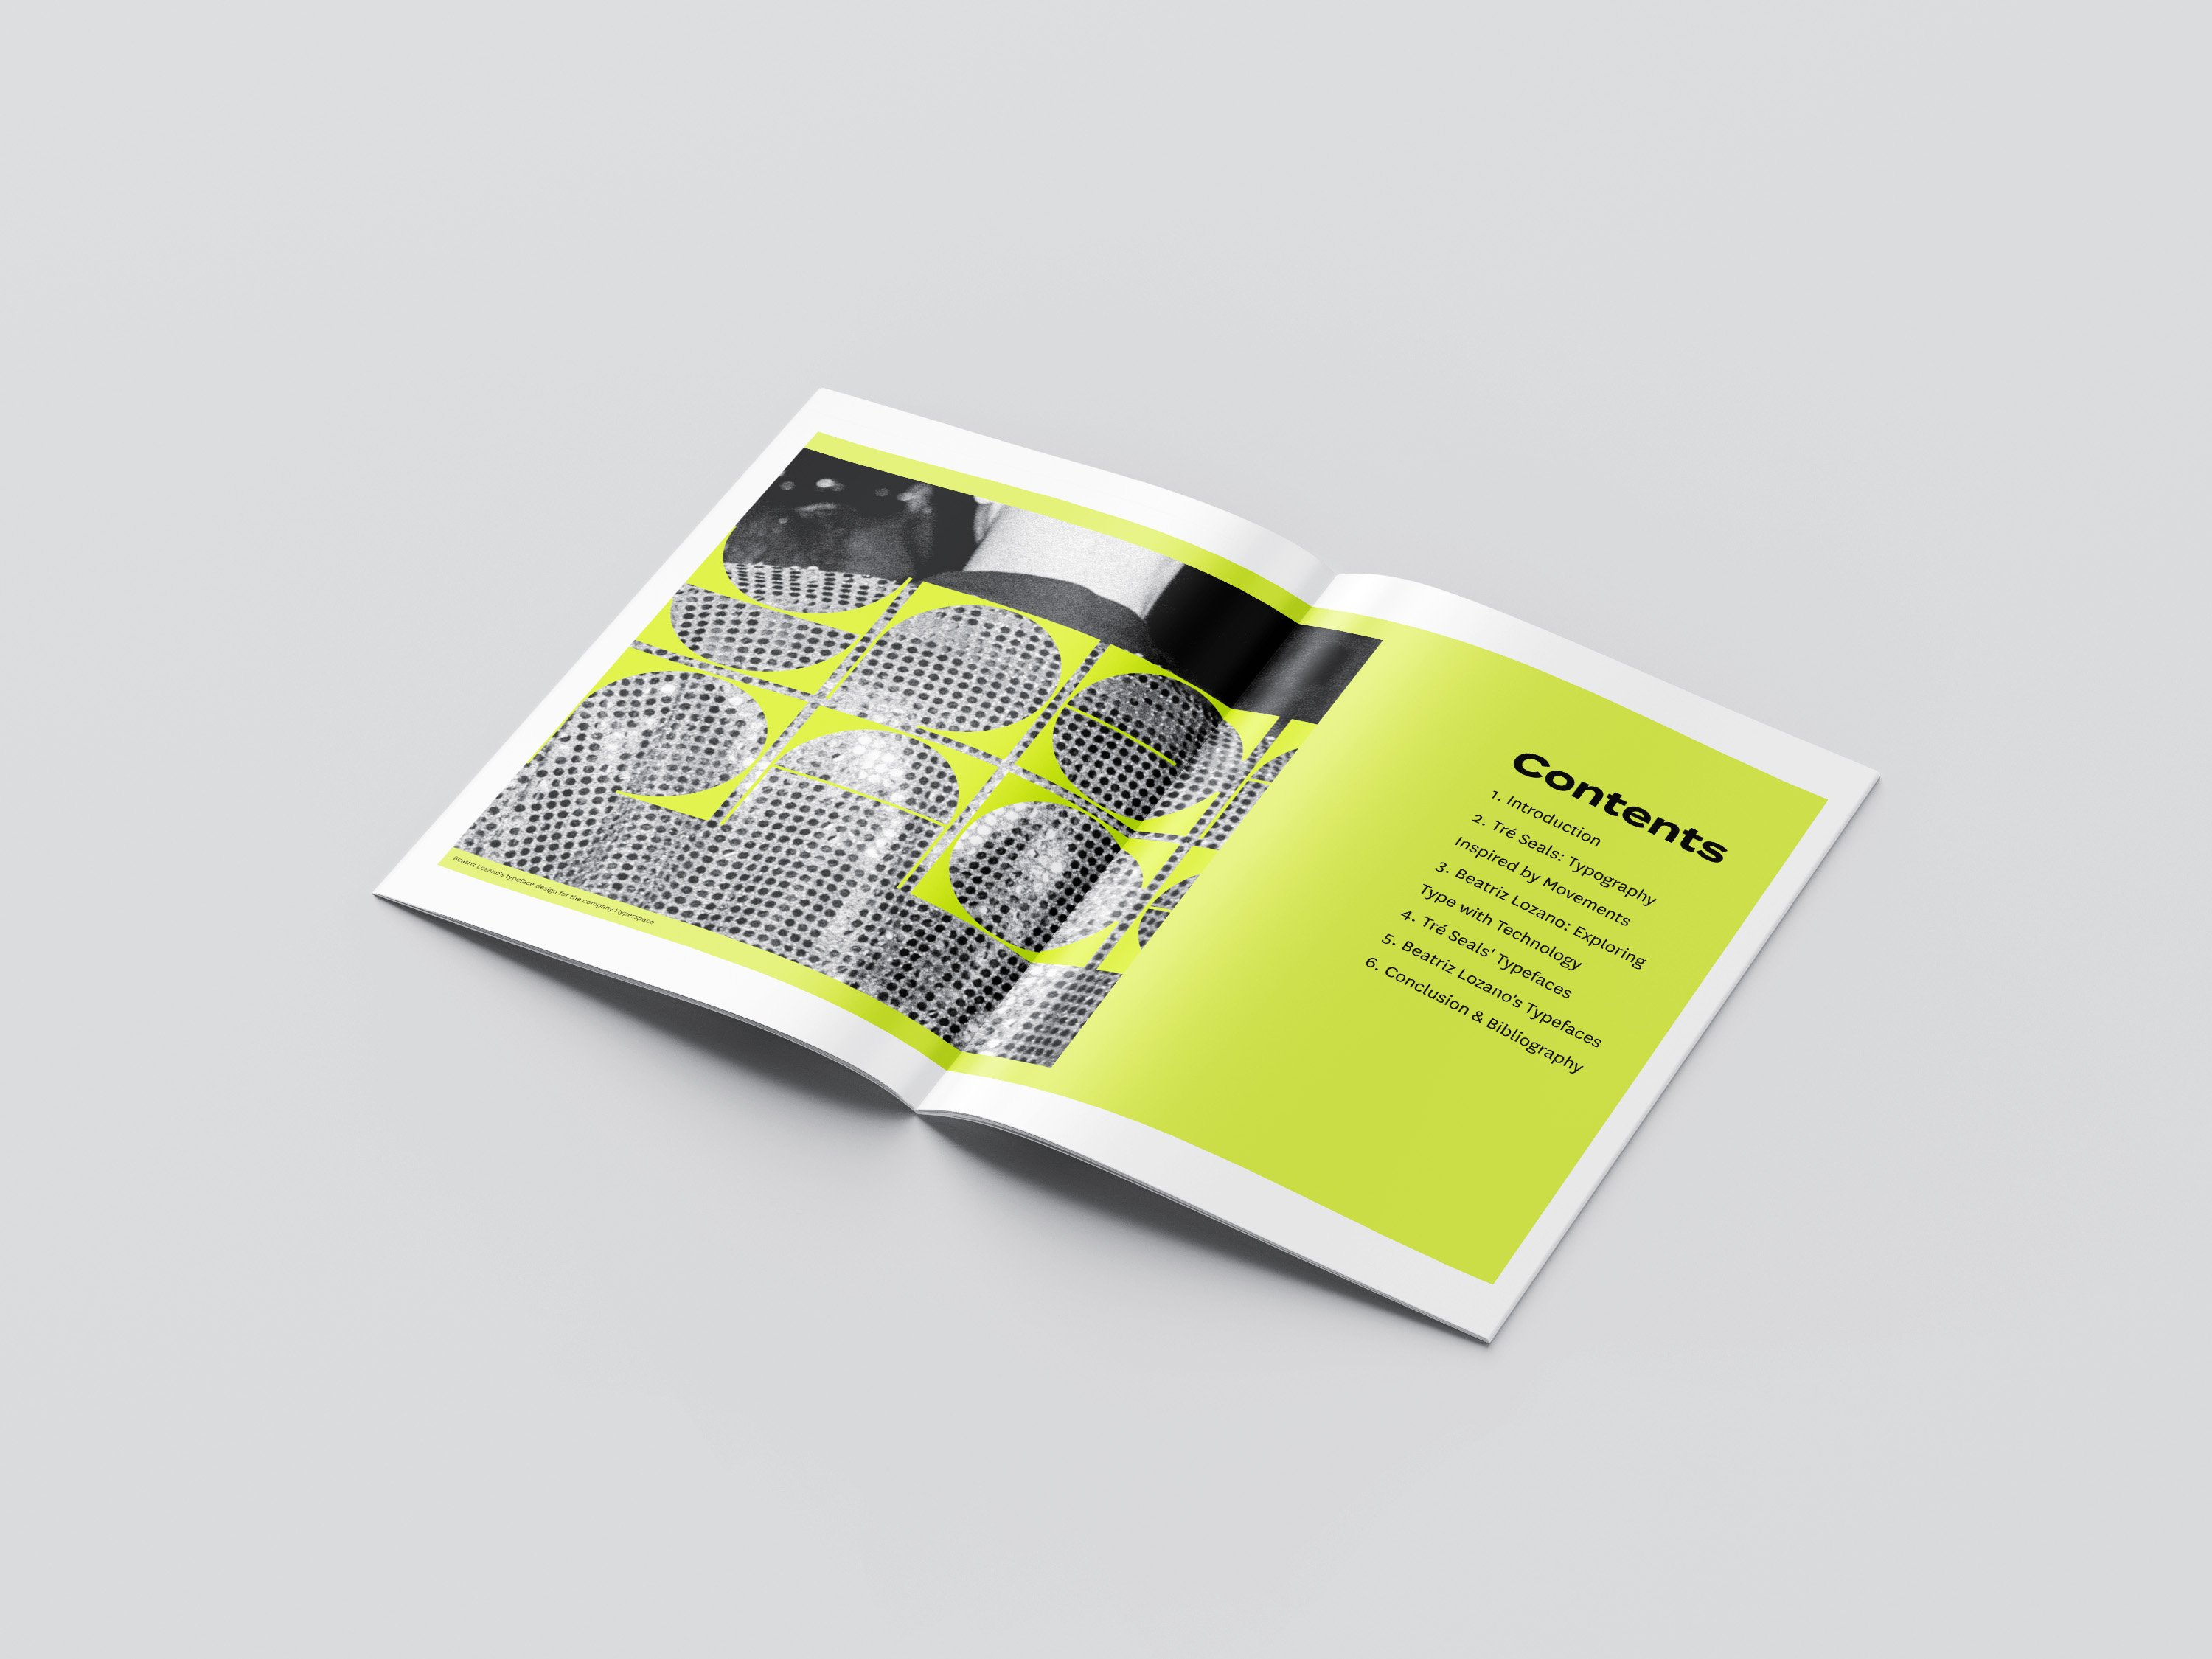 Beatriz Lozano's typeface design for the company Hyperspace
Contents
1. Introduction
2. Tré Seals: Typography
Inspired by Movements
3. Beatriz Lozano: Exploring
Type with Technology
4. Tré Seals' Typefaces
5. Beatriz Lozano's Typefaces
6. Conclusion & Bibliography